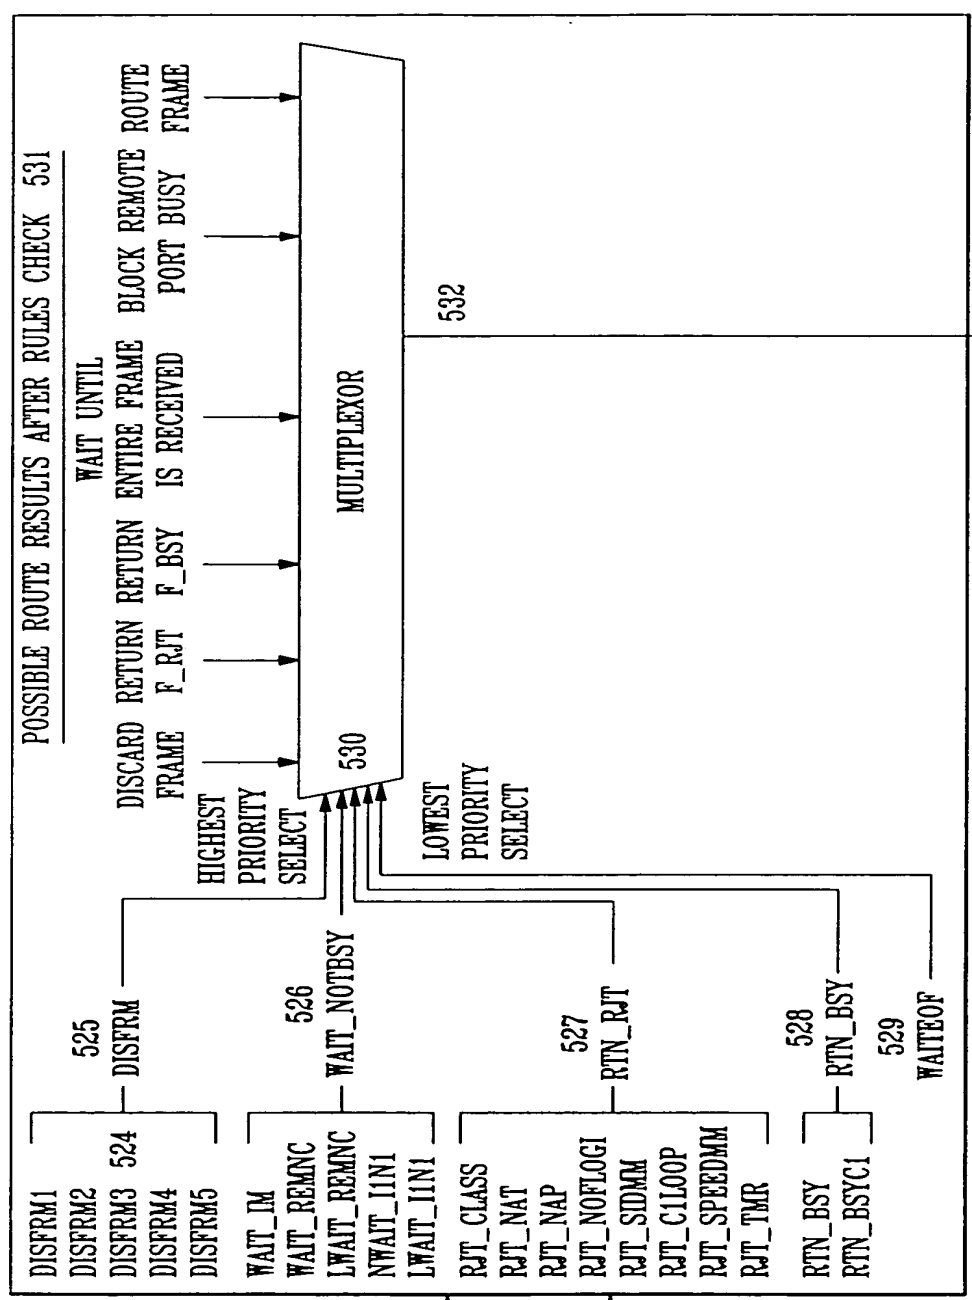 POSSIBLE ROUTE RESULTS AFTER RULES CHECK 531
DISCARD
FRAME
RETURN
F_RJT
RETURN
F_BSY
WAIT UNTIL
ENTIRE FRAME
IS RECEIVED
BLOCK REMOTE
PORT BUSY
ROUTE
FRAME
HIGHEST
PRIORITY
SELECT
530
MULTIPLEXOR
532
LOWEST
PRIORITY
SELECT
DISFRM1
DISFRM2
DISFRM3 524
DISFRM4
DISFRM5
525
DISFRM
WAIT_IM
WAIT_REMNC
LWAIT_REMNC
NWAIT_I1N1
LWAIT_I1N1
526
WAIT_NOTBSY
RJT_CLASS
RJT_NAT
RJT_NAP
RJT_NOFLOGI
RJT_SIDMM
RJT_C1LOOP
RJT_SPEEDMM
RJT_TMR
527
RTN_RJT
RTN_BSY
RTN_BSYC1
528
RTN_BSY
529
WAITEOF